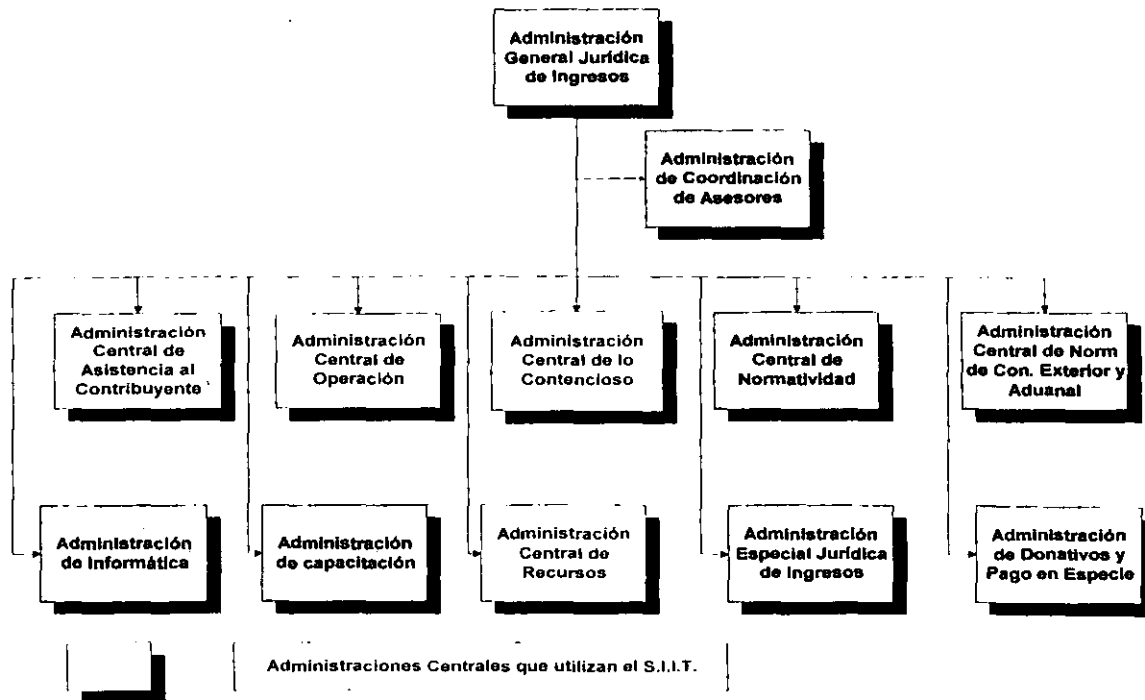 Administración
General Jurídica
de Ingresos
Administración
de Coordinación
de Asesores
Administración
Central de
Asistencia al
Contribuyente
Administración
Central de
Operación
Administración
Central de lo
Contencioso
Administración
Central de
Normatividad
Administración
Central de Norm
de Con. Exterior y
Aduanal
Administración
de Informática
Administración
de capacitación
Administración
Central de
Recursos
Administración
Especial Jurídica
de Ingresos
Administración
de Donativos y
Pago en Especie
Administraciones Centrales que utilizan el S.I.I.T.